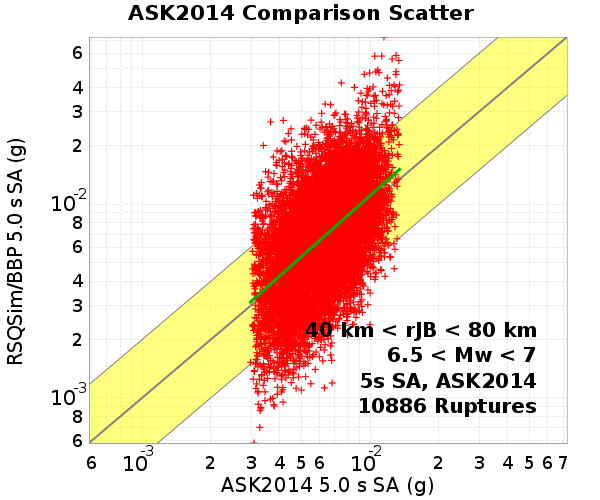 ASK2014 Comparison Scatter
RSQSim/BBP 5.0 s SA (g)
6
4
3
2
10-2
8
6
4
3
2
10-3
8
6
40 km < rJB < 80 km
6.5 < Mw < 7
5s SA, ASK2014
10886 Ruptures
6 10-3 2 3 4 5 6 10-2 2 3 4 5 6 7
ASK2014 5.0 s SA (g)